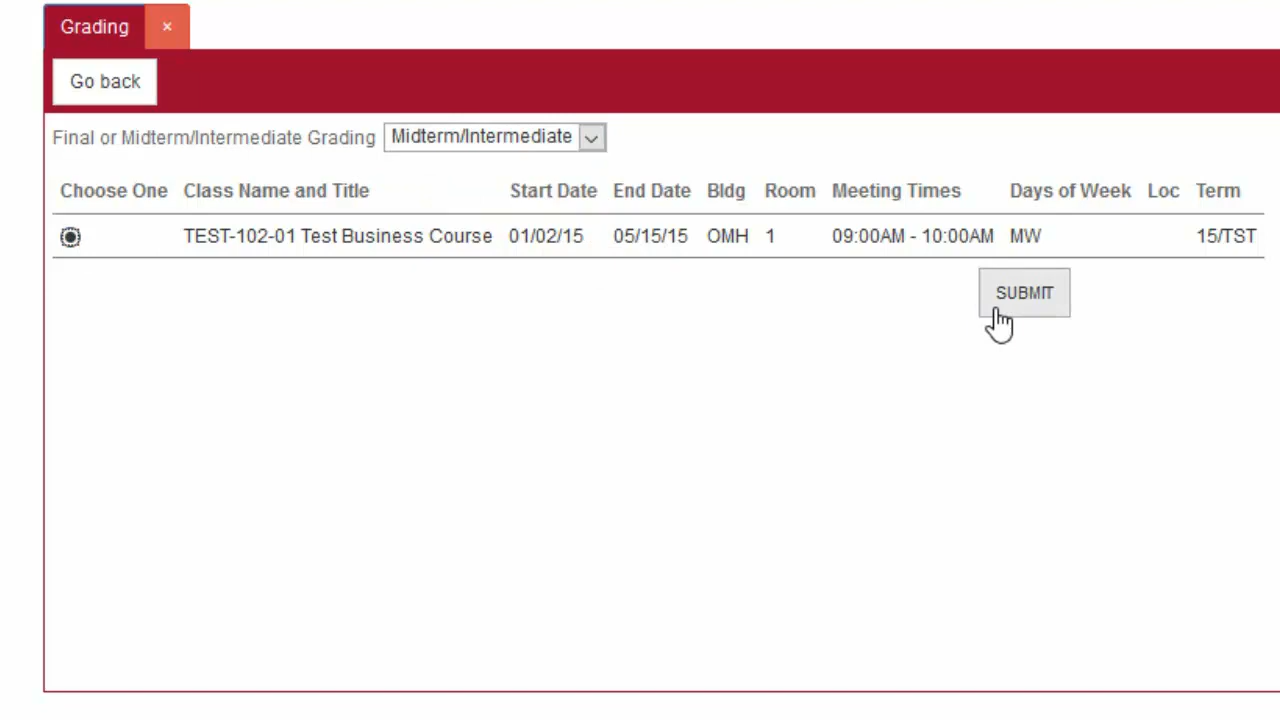 Grading ×
Go back
Final or Midterm/Intermediate Grading Midterm/Intermediate
Choose One Class Name and Title Start Date End Date Bldg Room Meeting Times Days of Week Loc Term
TEST-102-01 Test Business Course 01/02/15 05/15/15 OMH 1 09:00AM - 10:00AM MW 15/TST
SUBMIT